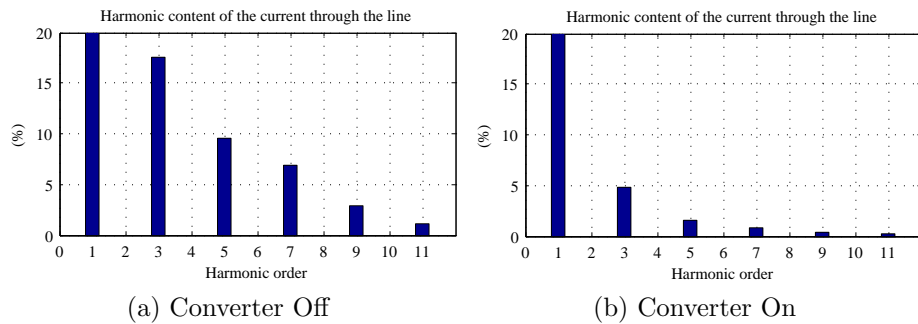 Harmonic content of the current through the line
20
15
10
5
0
(%)
0 1 2 3 4 5 6 7 8 9 10 11
Harmonic order
(a) Converter Off
Harmonic content of the current through the line
20
15
10
5
0
(%)
0 1 2 3 4 5 6 7 8 9 10 11
Harmonic order
(b) Converter On